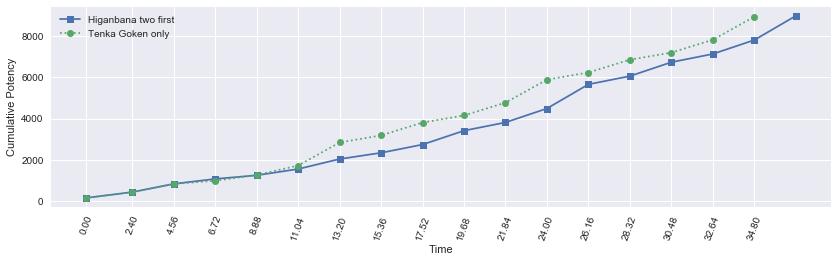 Higanbana two first
Tenka Goken only
Cumulative Potency
8000
6000
4000
2000
0
0.00 2.40 4.56 6.72 8.88 11.04 13.20 15.36 17.52 19.68 21.84 24.00 26.16 28.32 30.48 32.64 34.80
Time